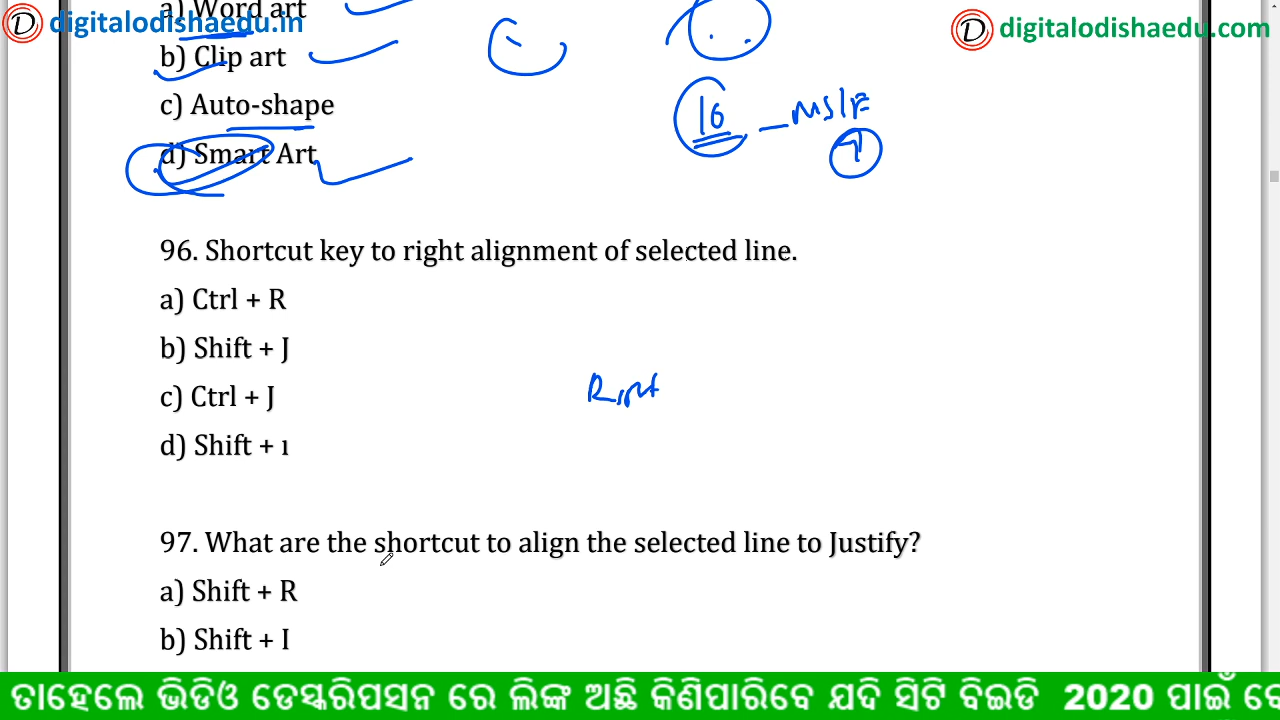 a) Word art
digitalodishaedu.in
digitalodishaedu.com
b) Clip art
c) Auto-shape
16
d) Smart Art
96. Shortcut key to right alignment of selected line.
a) Ctrl + R
b) Shift + J
Right
c) Ctrl + J
d) Shift + ı
97. What are the shortcut to align the selected line to Justify?
a) Shift + R
b) Shift + I
ତାହେଲେ ଭିଡିଓ ଡେସ୍କରିପସନ ରେ ଲିଙ୍କ ଅଛି କିଣିପାରିବେ ଯଦି ସିଟି ବିଇଡି 2020 ପାଇଁ